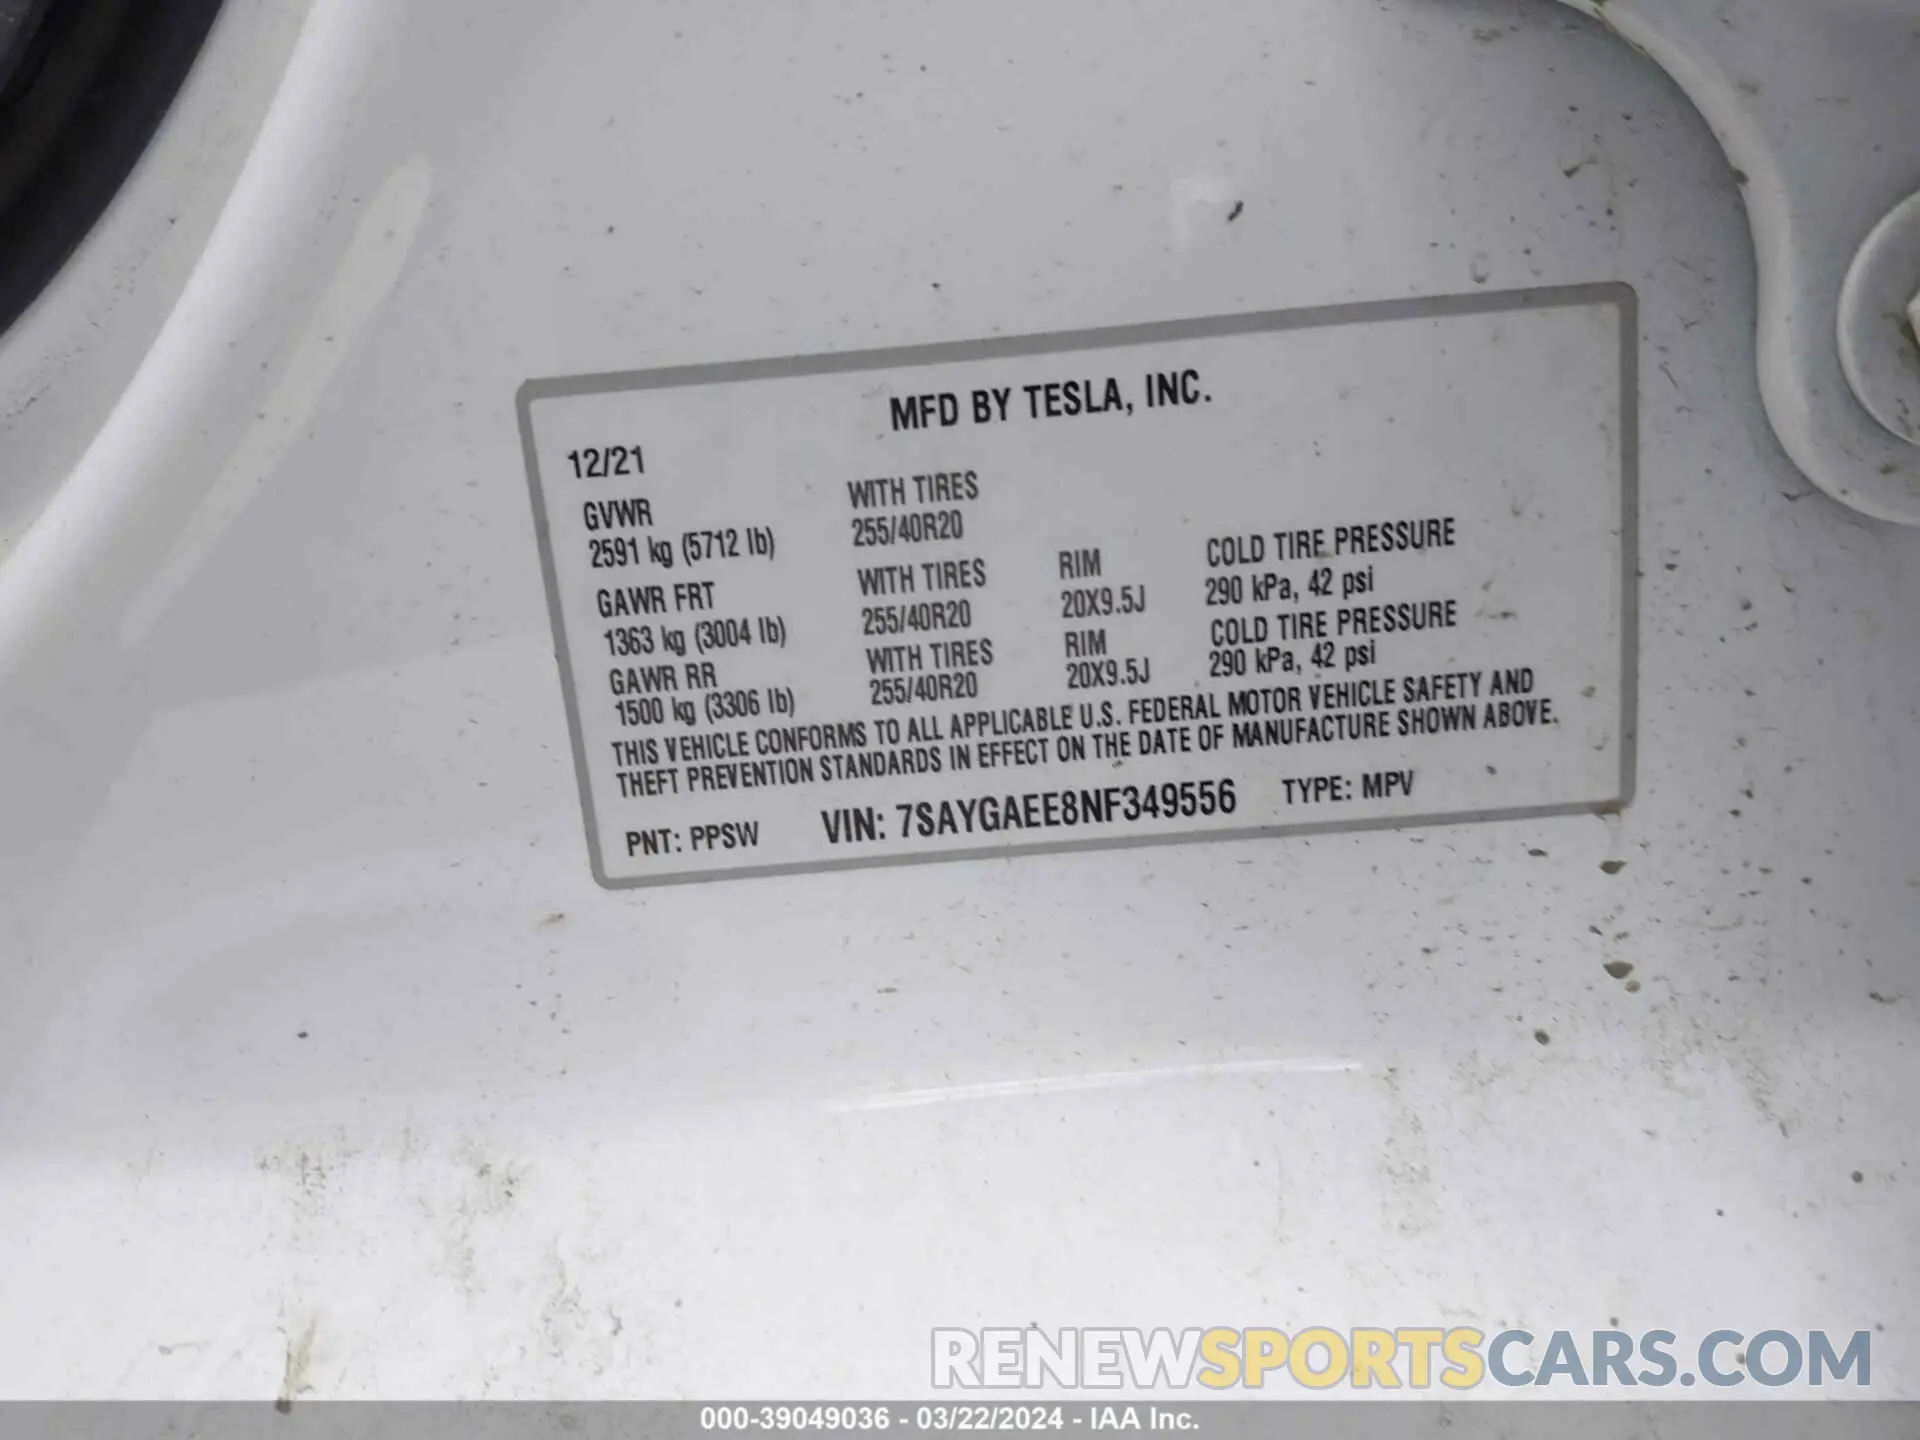 MFD BY TESLA, INC.
12/21
GVWR WITH TIRES
2591 kg (5712 lb) 255/40R20
GAWR FRT WITH TIRES RIM COLD TIRE PRESSURE
1363 kg (3004 lb) 255/40R20 20X9.5J 290 kPa, 42 psi
GAWR RR WITH TIRES RIM COLD TIRE PRESSURE
1500 kg (3306 lb) 255/40R20 20X9.5J 290 kPa, 42 psi
THIS VEHICLE CONFORMS TO ALL APPLICABLE U.S. FEDERAL MOTOR VEHICLE SAFETY AND
THEFT PREVENTION STANDARDS IN EFFECT ON THE DATE OF MANUFACTURE SHOWN ABOVE.
PNT: PPSW VIN: 7SAYGAEE8NF349556 TYPE: MPV
RENEWSPORTSCARS.COM
000-39049036 - 03/22/2024 - IAA Inc.